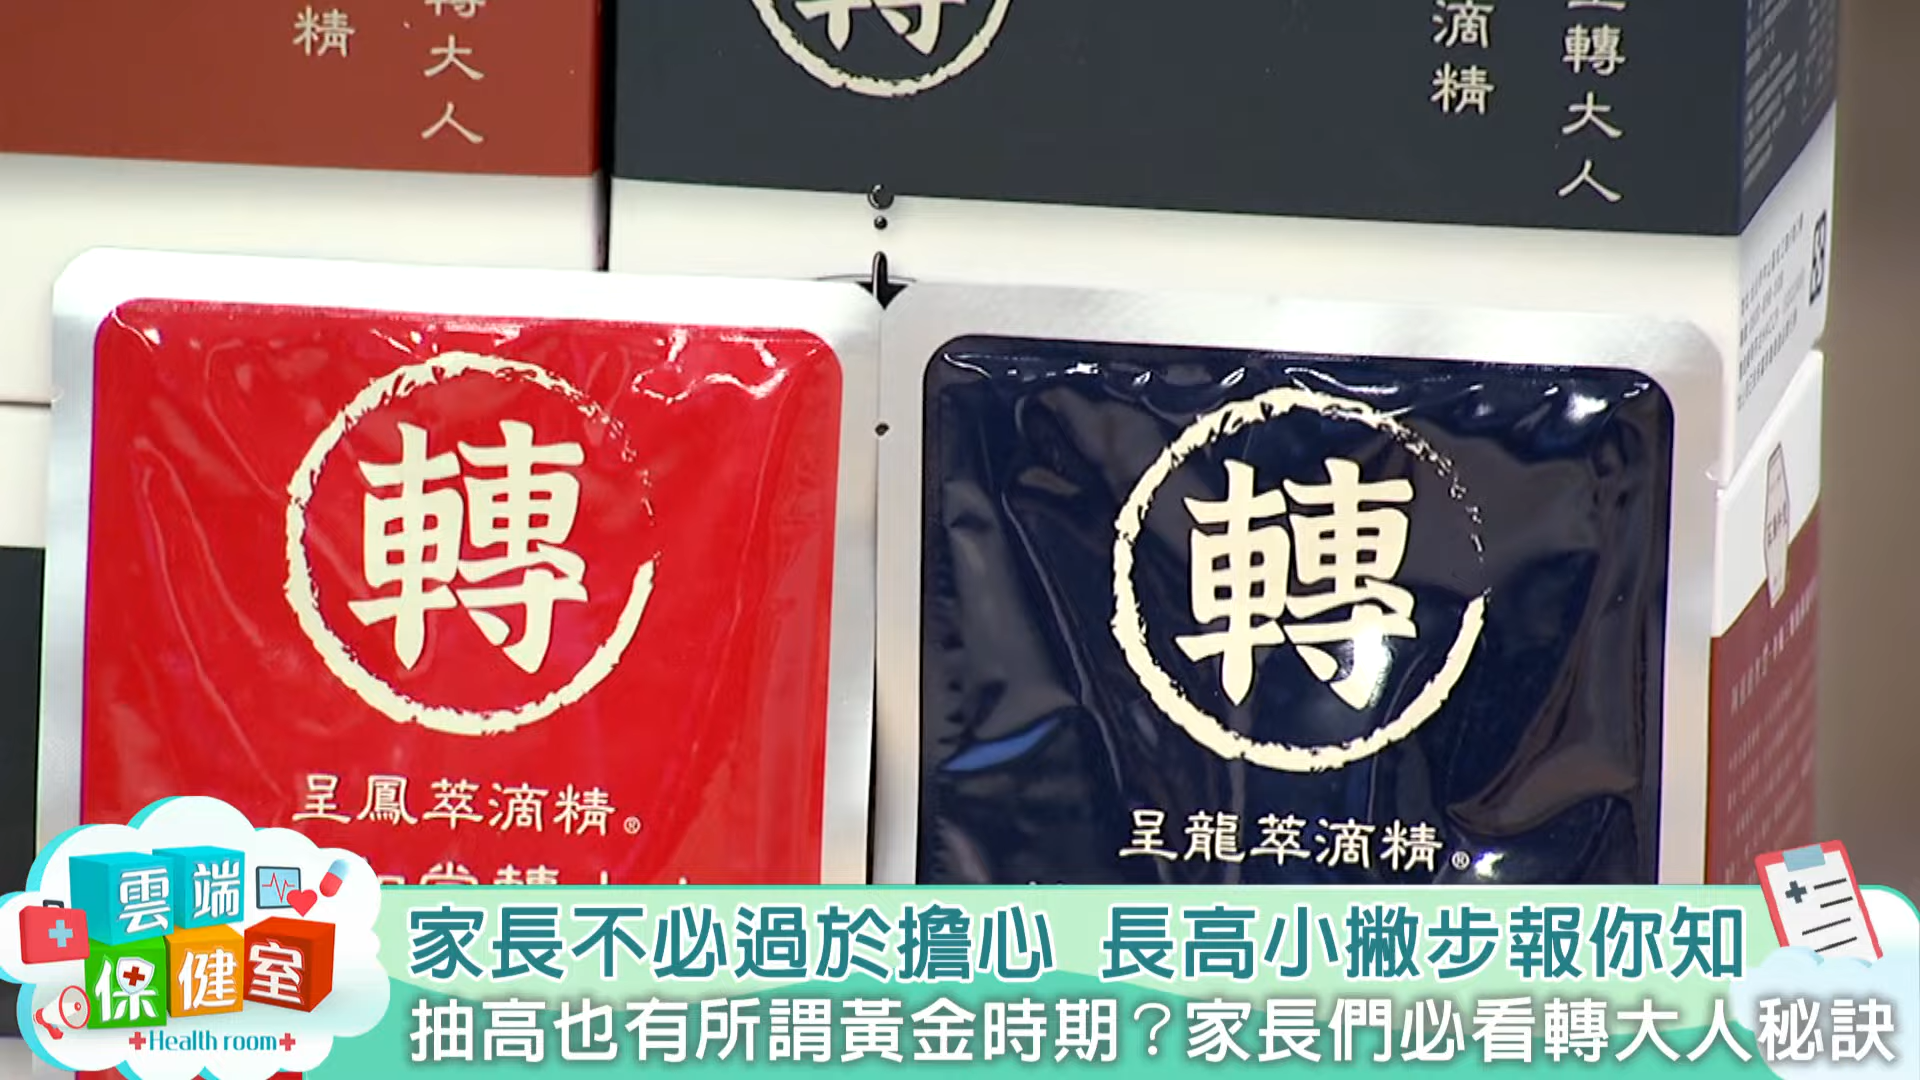 精
轉大人
轉
滴精
呈轉大人
轉
呈鳳萃滴精®
轉
呈龍萃滴精®
雲端
保健室
Health room
家長不必過於擔心 長高小撇步報你知
抽高也有所謂黃金時期?家長們必看轉大人秘訣